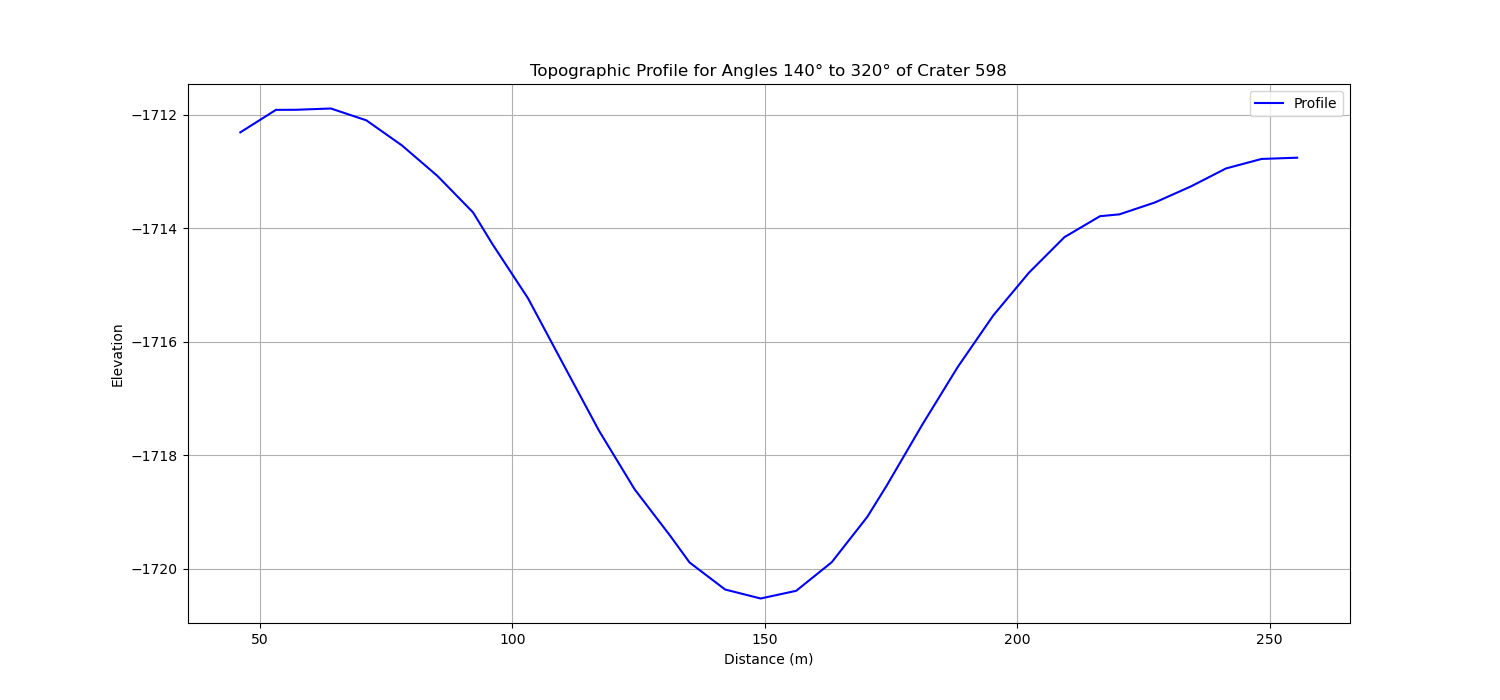 Topographic Profile for Angles 140° to 320° of Crater 598
Profile
−1712
−1714
−1716
−1718
−1720
Elevation
50 100 150 200 250
Distance (m)